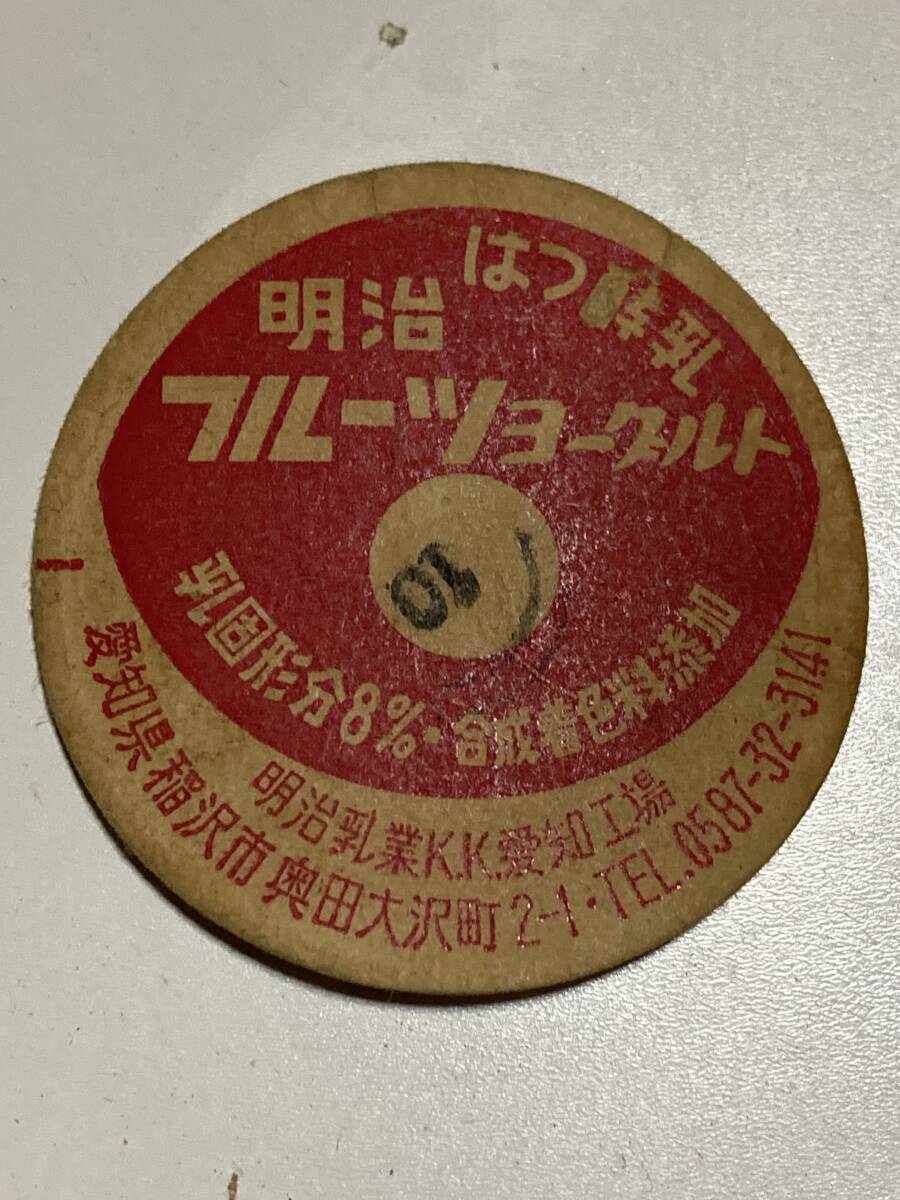 はつ酵乳
明治
フルーツヨーグルト
10
乳固形分8%・合成着色料添加
明治乳業K.K.愛知工場
愛知県稲沢市奥田大沢町2-1・TEL.0587-32-3141